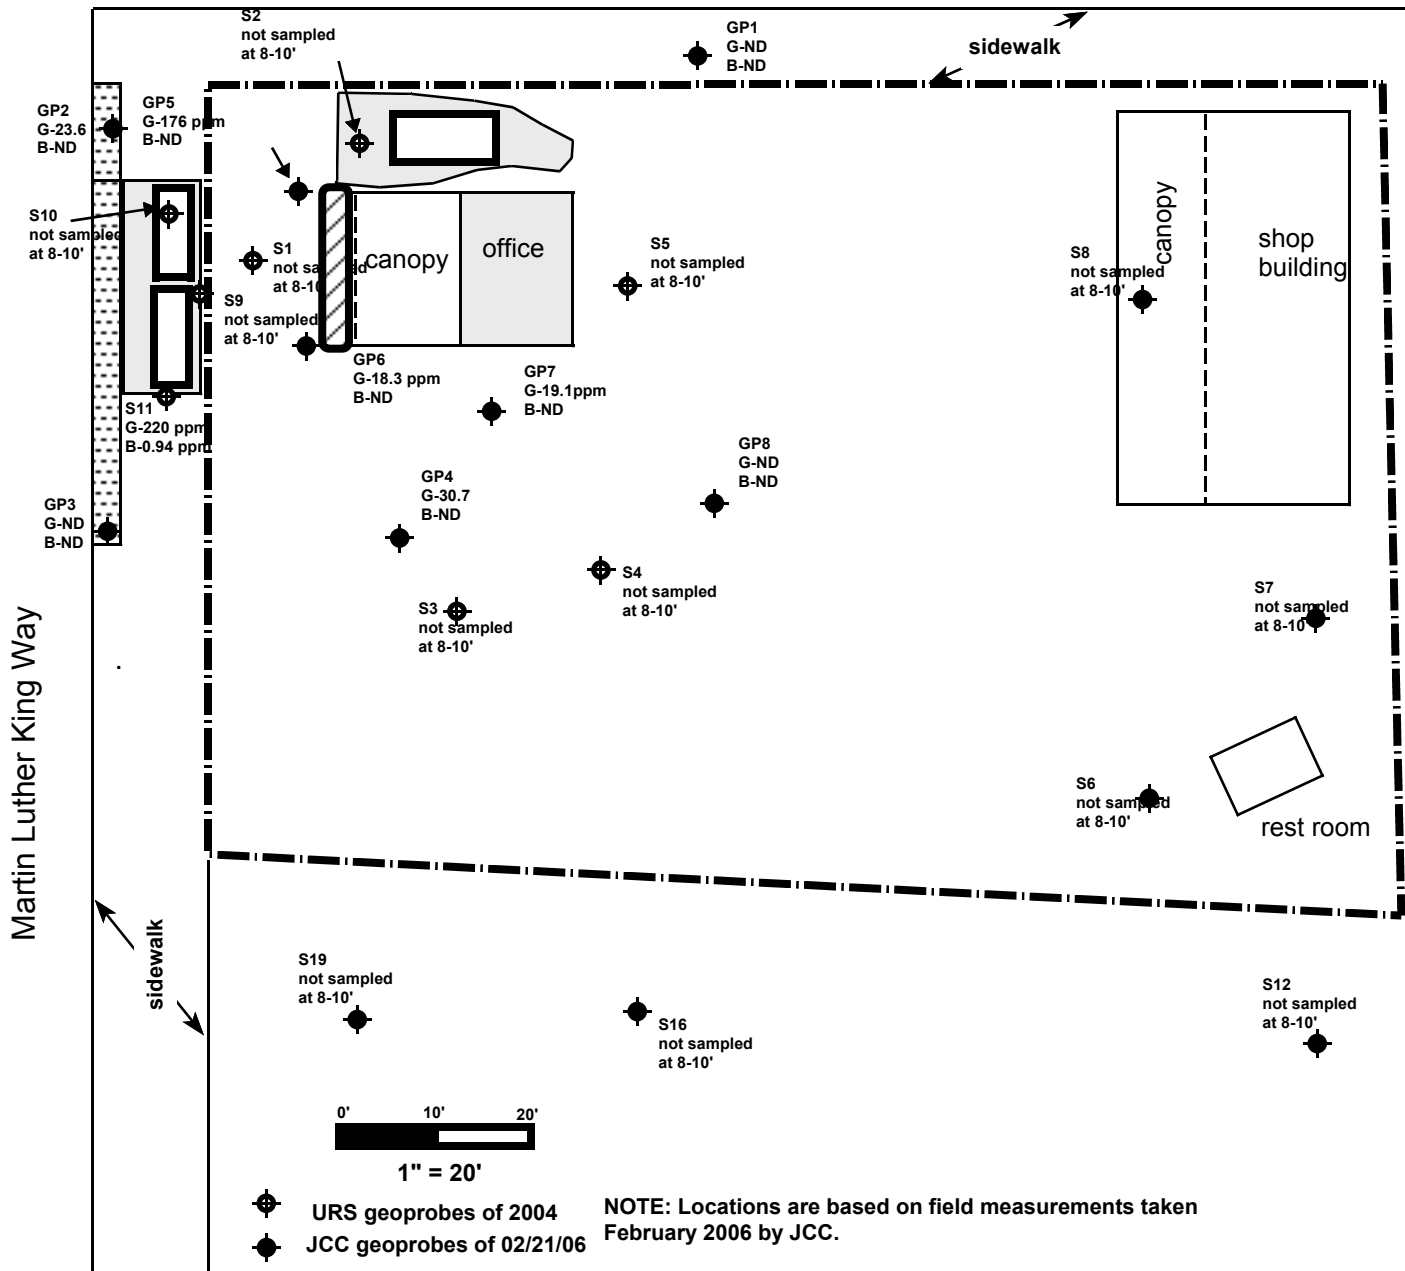 S2
not sampled
at 8-10'
GP1
G-ND
B-ND
sidewalk
GP2
G-23.6
B-ND
GP5
G-176 ppm
B-ND
S10
not sampled
at 8-10'
S1
not sampled
at 8-10'
canopy
office
S5
not sampled
at 8-10'
S8
not sampled
at 8-10'
canopy
shop
building
S9
not sampled
at 8-10'
GP6
G-18.3 ppm
B-ND
GP7
G-19.1ppm
B-ND
S11
G-220 ppm
B-0.94 ppm
GP8
G-ND
B-ND
GP4
G-30.7
B-ND
GP3
G-ND
B-ND
S4
not sampled
at 8-10'
S3
not sampled
at 8-10'
S7
not sampled
at 8-10'
Martin Luther King Way
S6
not sampled
at 8-10'
rest room
sidewalk
S19
not sampled
at 8-10'
S16
not sampled
at 8-10'
S12
not sampled
at 8-10'
0' 10' 20'
1" = 20'
URS geoprobes of 2004
JCC geoprobes of 02/21/06
NOTE: Locations are based on field measurements taken
February 2006 by JCC.